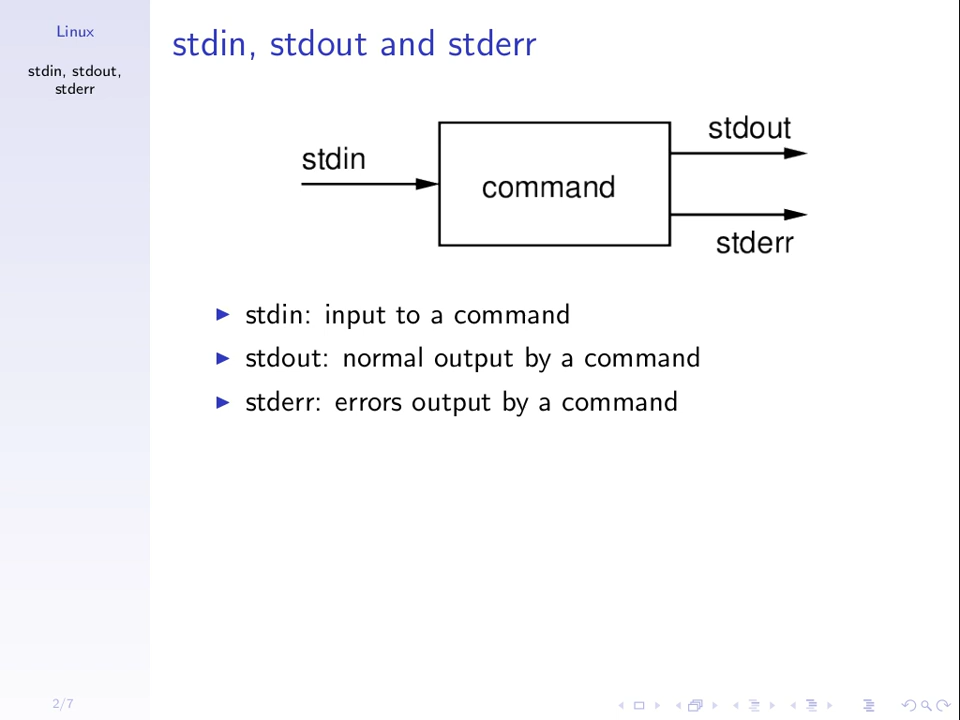 Linux
stdin, stdout,
stderr
stdin, stdout and stderr
stdin
command
stdout
stderr
stdin: input to a command
stdout: normal output by a command
stderr: errors output by a command
2/7